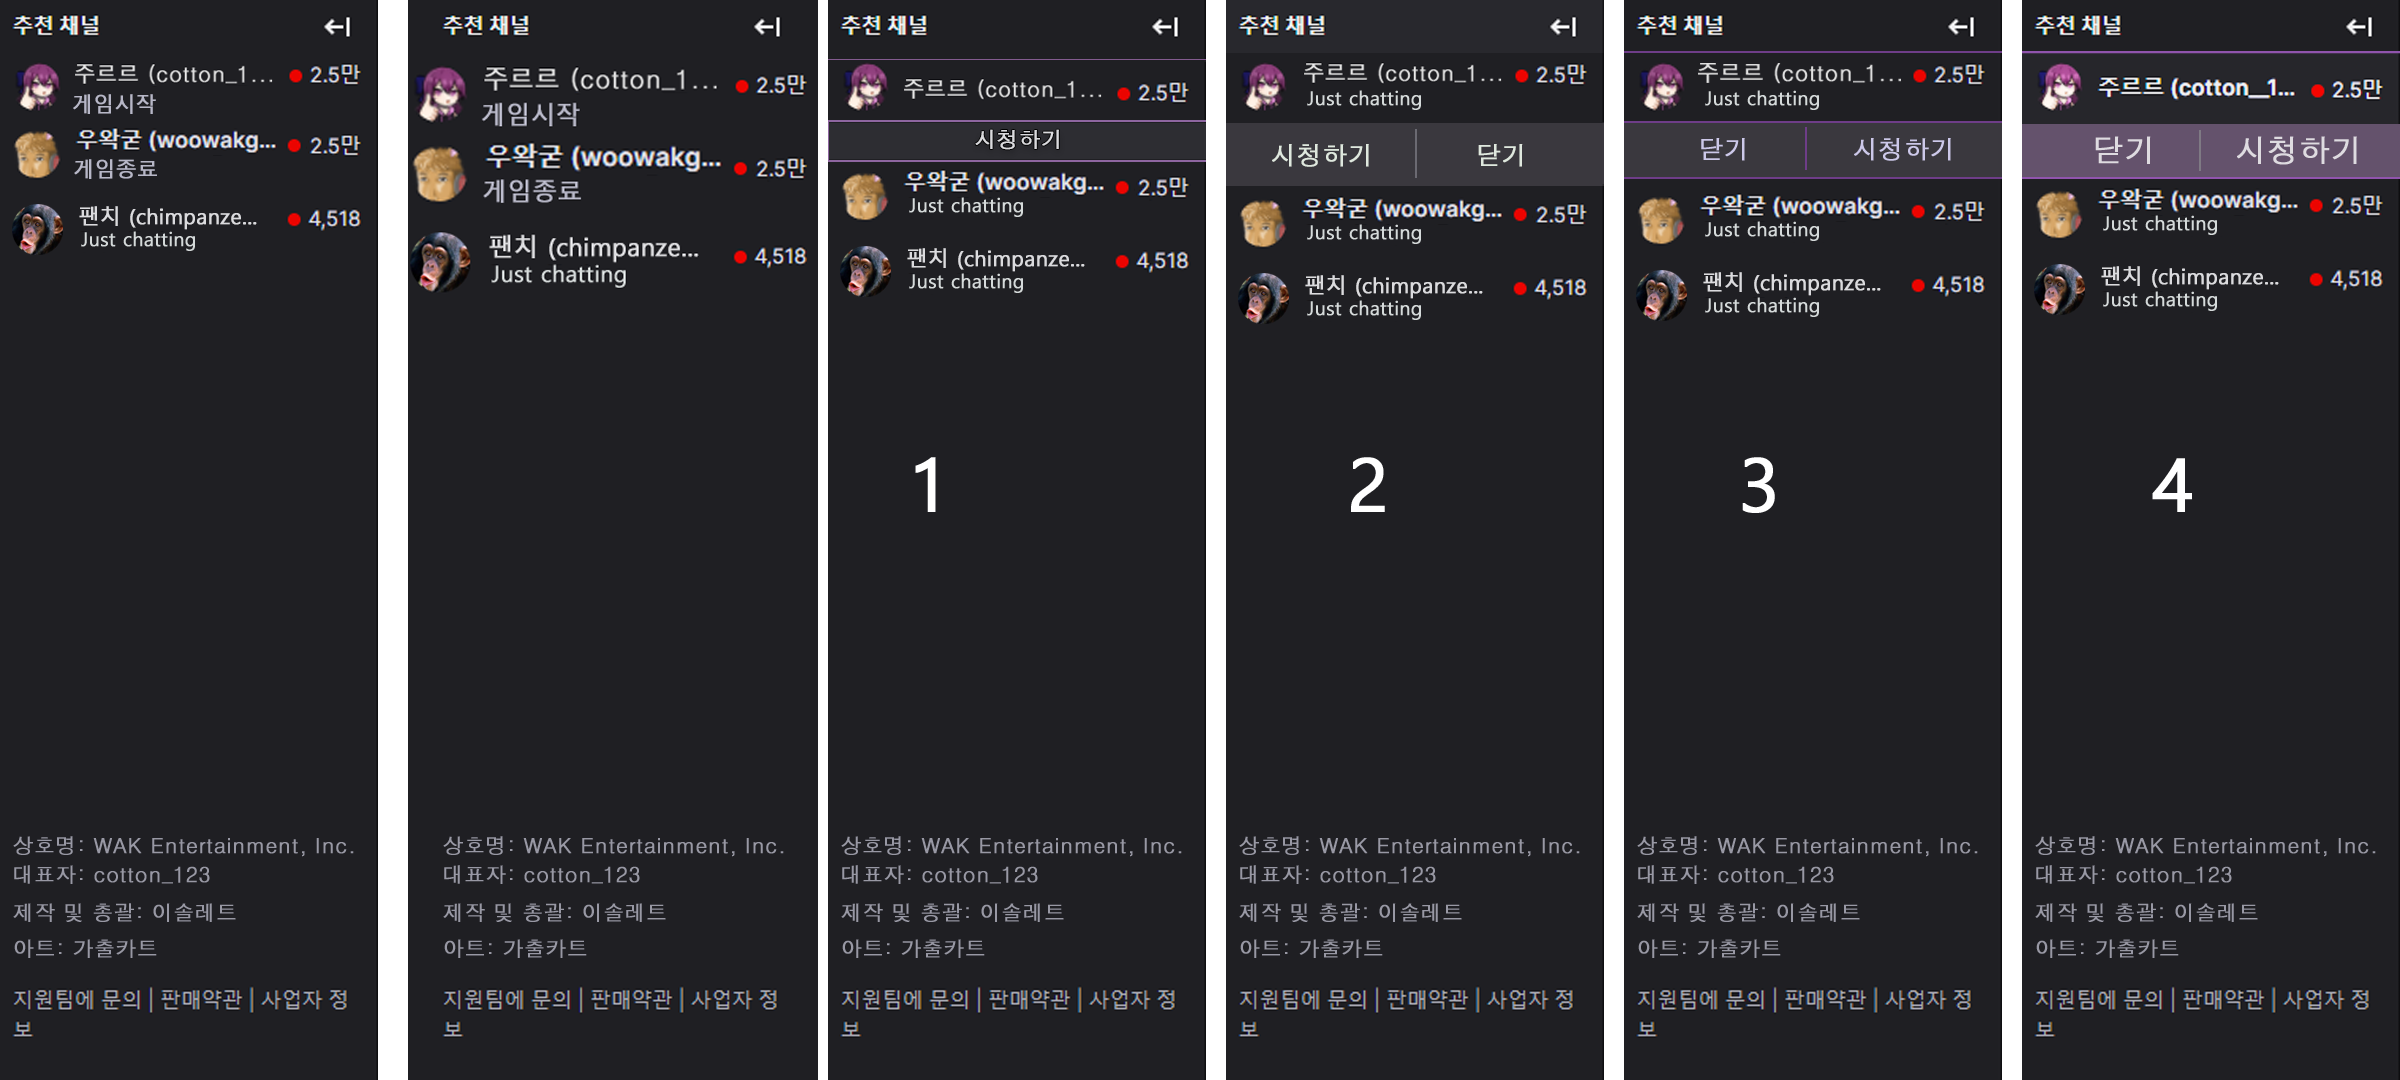 추천 채널
주르르 (cotton_1...
2.5만
게임시작
우왁굳 (woowakg...
2.5만
게임종료
팬치 (chimpanze...
4,518
Just chatting
상호명: WAK Entertainment, Inc.
대표자: cotton_123
제작 및 총괄: 이솔레트
아트: 가출카트
지원팀에 문의 | 판매약관 | 사업자 정
보
추천 채널
주르르 (cotton_1...
2.5만
게임시작
우왁굳 (woowakg...
2.5만
게임종료
팬치 (chimpanze...
4,518
Just chatting
상호명: WAK Entertainment, Inc.
대표자: cotton_123
제작 및 총괄: 이솔레트
아트: 가출카트
지원팀에 문의 | 판매약관 | 사업자 정
보
추천 채널
주르르 (cotton_1...
2.5만
시청하기
우왁굳 (woowakg...
2.5만
Just chatting
팬치 (chimpanze...
4,518
Just chatting
1
상호명: WAK Entertainment, Inc.
대표자: cotton_123
제작 및 총괄: 이솔레트
아트: 가출카트
지원팀에 문의 | 판매약관 | 사업자 정
보
추천 채널
주르르 (cotton_1...
2.5만
Just chatting
시청하기 닫기
우왁굳 (woowakg...
2.5만
Just chatting
팬치 (chimpanze...
4,518
Just chatting
2
상호명: WAK Entertainment, Inc.
대표자: cotton_123
제작 및 총괄: 이솔레트
아트: 가출카트
지원팀에 문의 | 판매약관 | 사업자 정
보
추천 채널
주르르 (cotton_1...
2.5만
Just chatting
닫기 시청하기
우왁굳 (woowakg...
2.5만
Just chatting
팬치 (chimpanze...
4,518
Just chatting
3
상호명: WAK Entertainment, Inc.
대표자: cotton_123
제작 및 총괄: 이솔레트
아트: 가출카트
지원팀에 문의 | 판매약관 | 사업자 정
보
추천 채널
주르르 (cotton__1...
2.5만
닫기 시청하기
우왁굳 (woowakg...
2.5만
Just chatting
팬치 (chimpanze...
4,518
Just chatting
4
상호명: WAK Entertainment, Inc.
대표자: cotton_123
제작 및 총괄: 이솔레트
아트: 가출카트
지원팀에 문의 | 판매약관 | 사업자 정
보